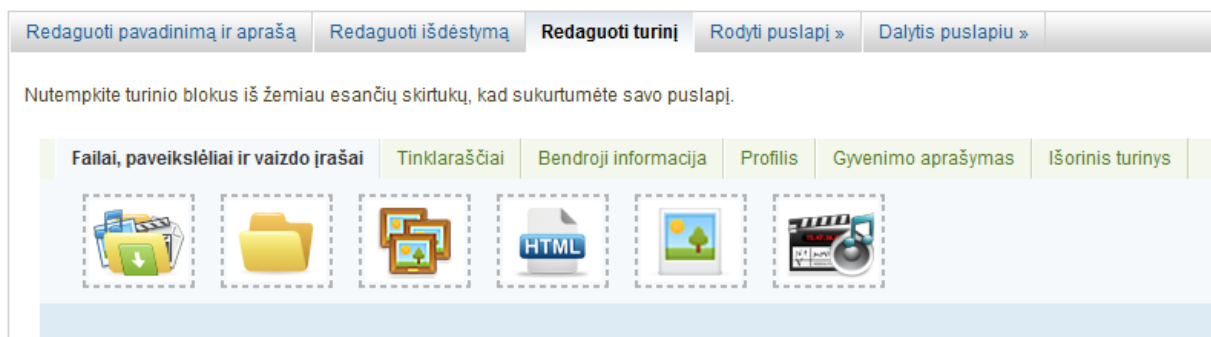 Redaguoti pavadinimą ir aprašą Redaguoti išdėstymą Redaguoti turinį Rodyti puslapį » Dalytis puslapiu »
Nutempkite turinio blokus iš žemiau esančių skirtukų, kad sukurtumėte savo puslapį.
Failai, paveikslėliai ir vaizdo įrašai Tinklaraščiai Bendroji informacija Profilis Gyvenimo aprašymas Išorinis turinys
HTML